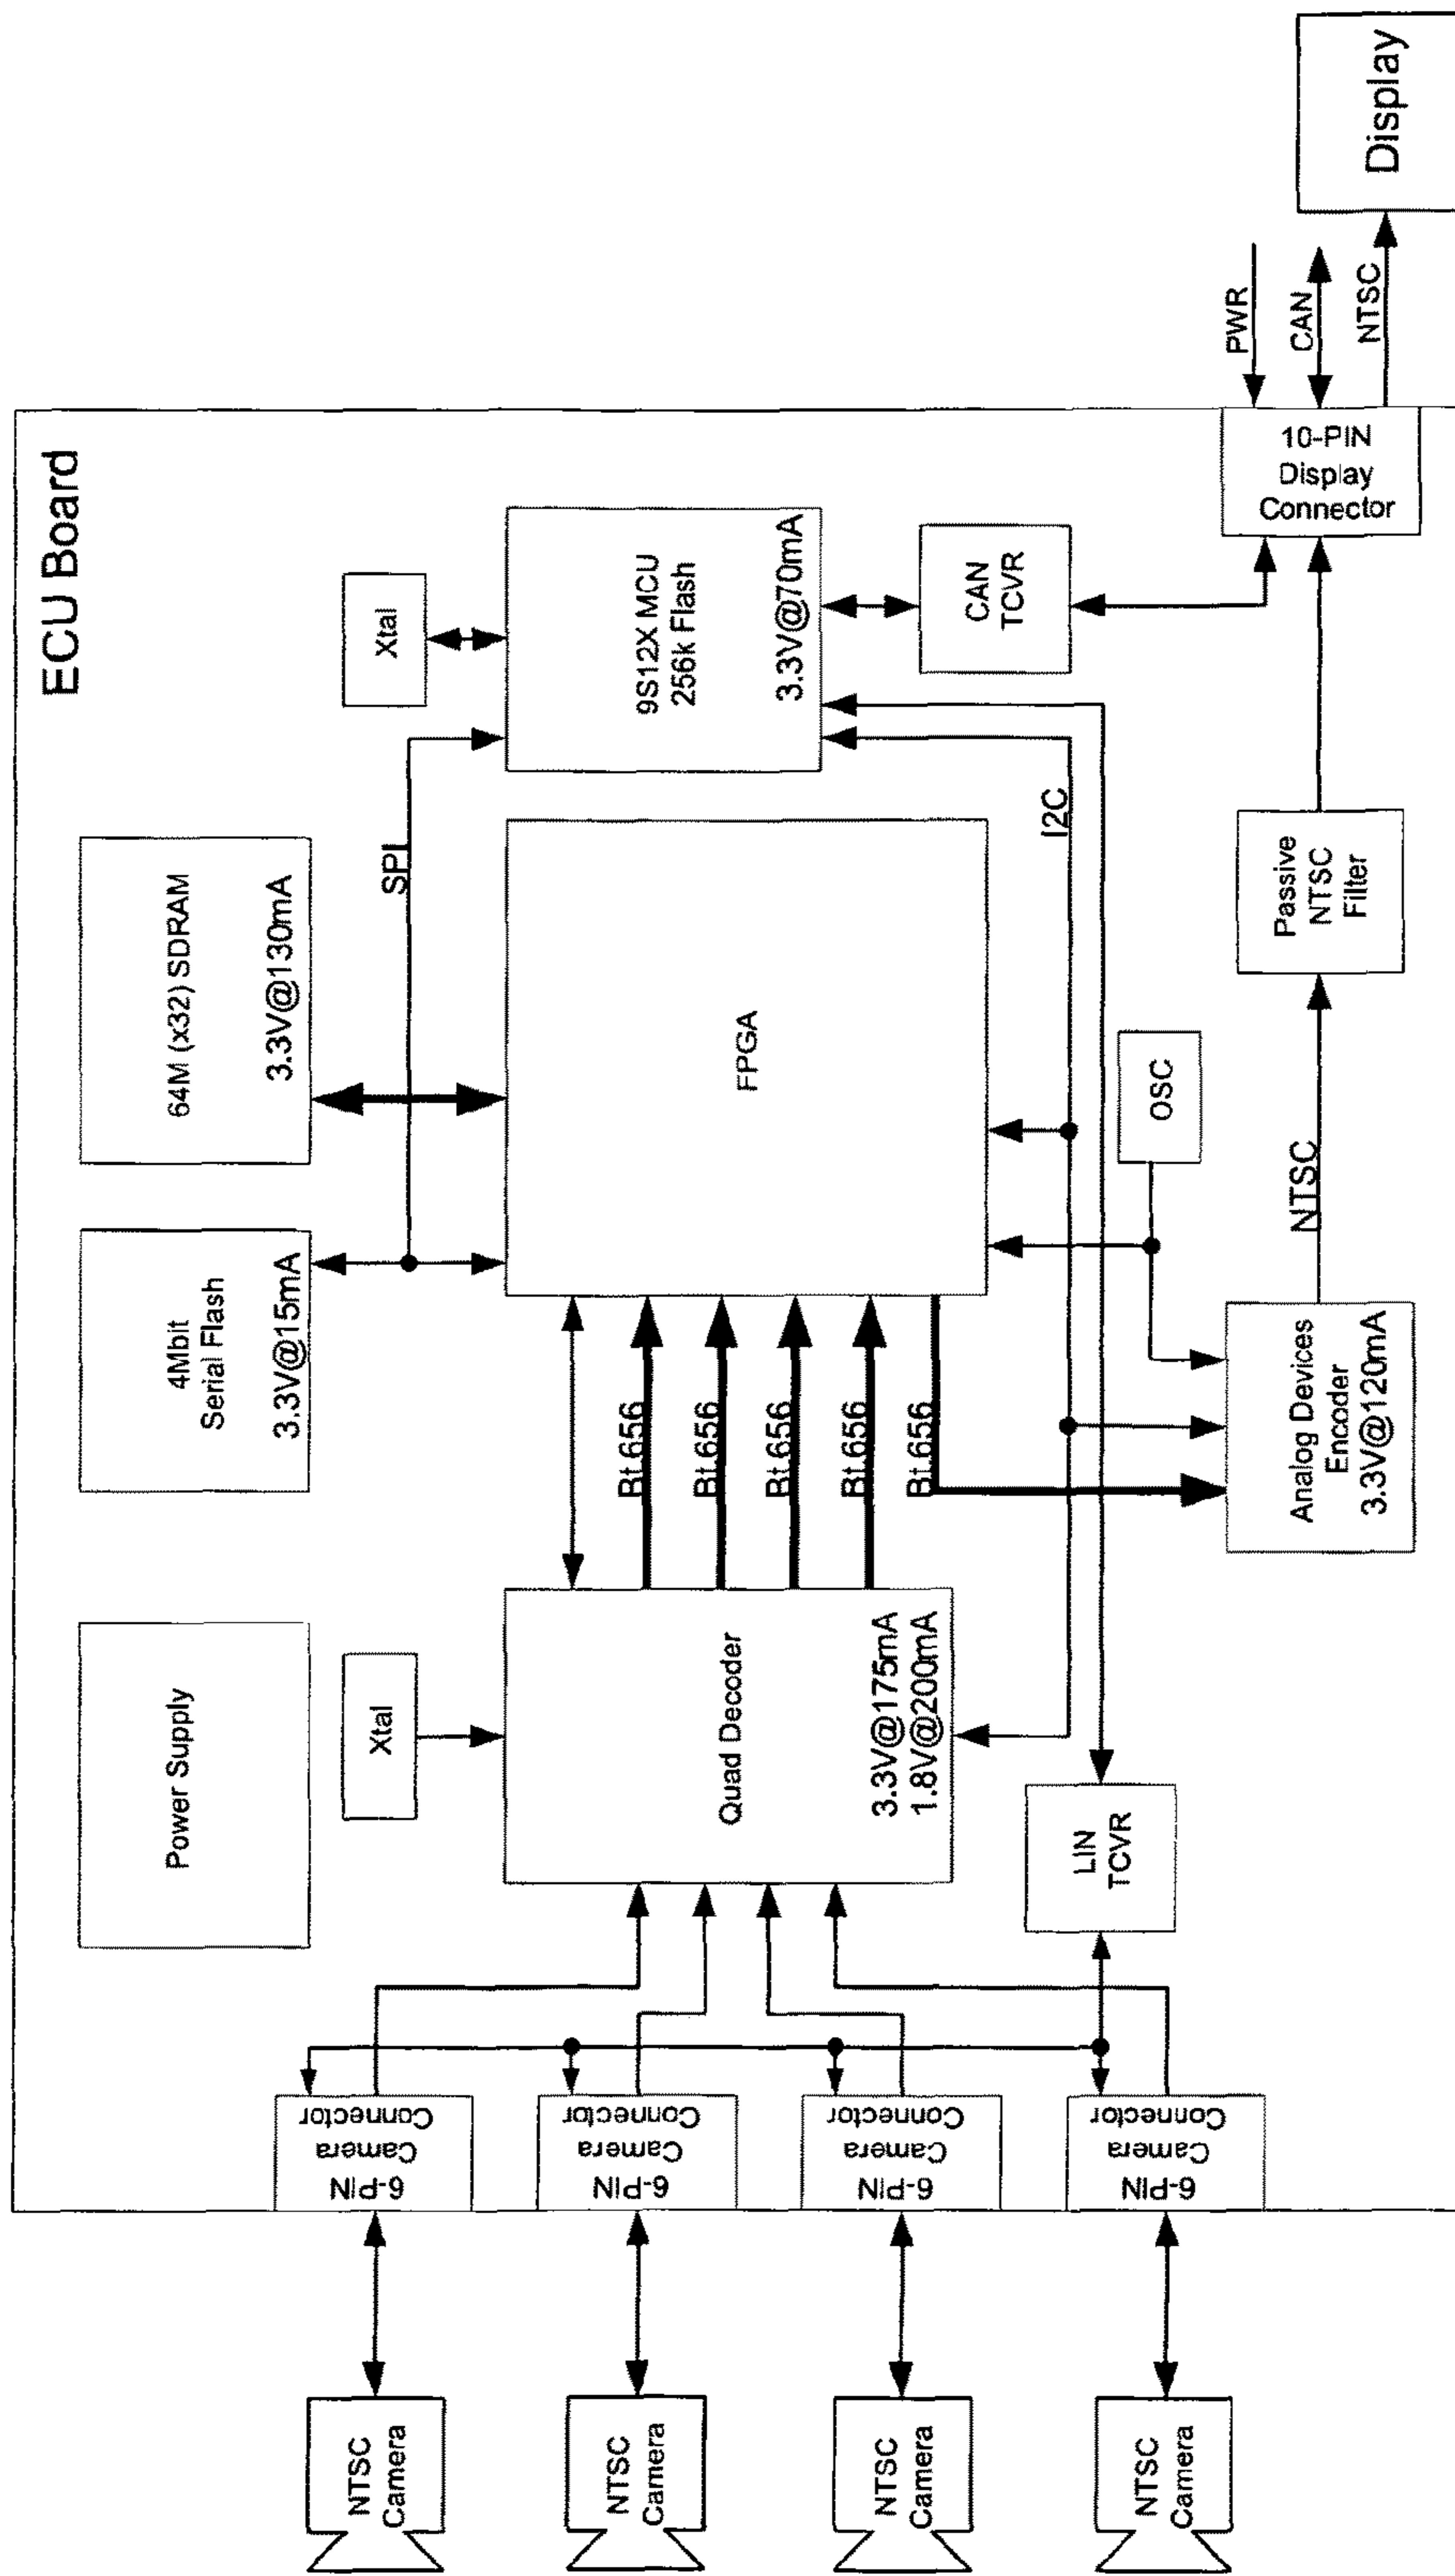 ECU Board
Power Supply
4Mbit
Serial Flash
3.3V@15mA
64M (x32) SDRAM
3.3V@130mA
SPI
Xtal
Xtal
Quad Decoder
3.3V@175mA
1.8V@200mA
Bt.656
Bt.656
Bt.656
Bt.656
Bt.656
FPGA
9S12X MCU
256k Flash
3.3V@70mA
NTSC
Camera
6-PIN
Camera
Connector
NTSC
Camera
6-PIN
Camera
Connector
NTSC
Camera
6-PIN
Camera
Connector
NTSC
Camera
6-PIN
Camera
Connector
LIN
TCVR
I2C
CAN
TCVR
OSC
Analog Devices
Encoder
3.3V@120mA
NTSC
Passive
NTSC
Filter
10-PIN
Display
Connector
PWR
CAN
NTSC
Display